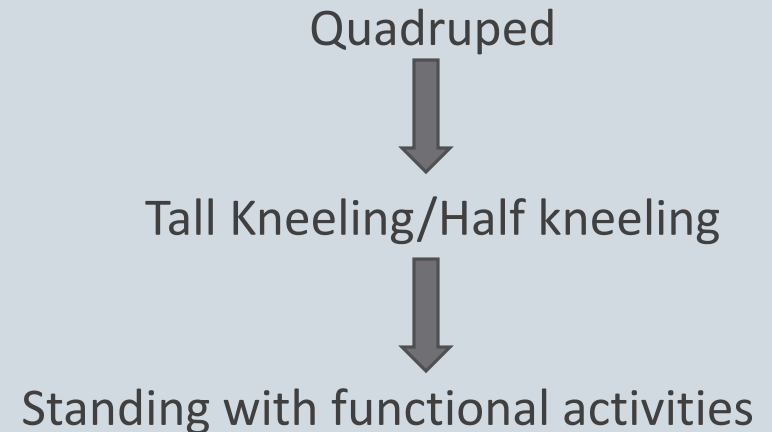 Quadruped
Tall Kneeling/Half kneeling
Standing with functional activities